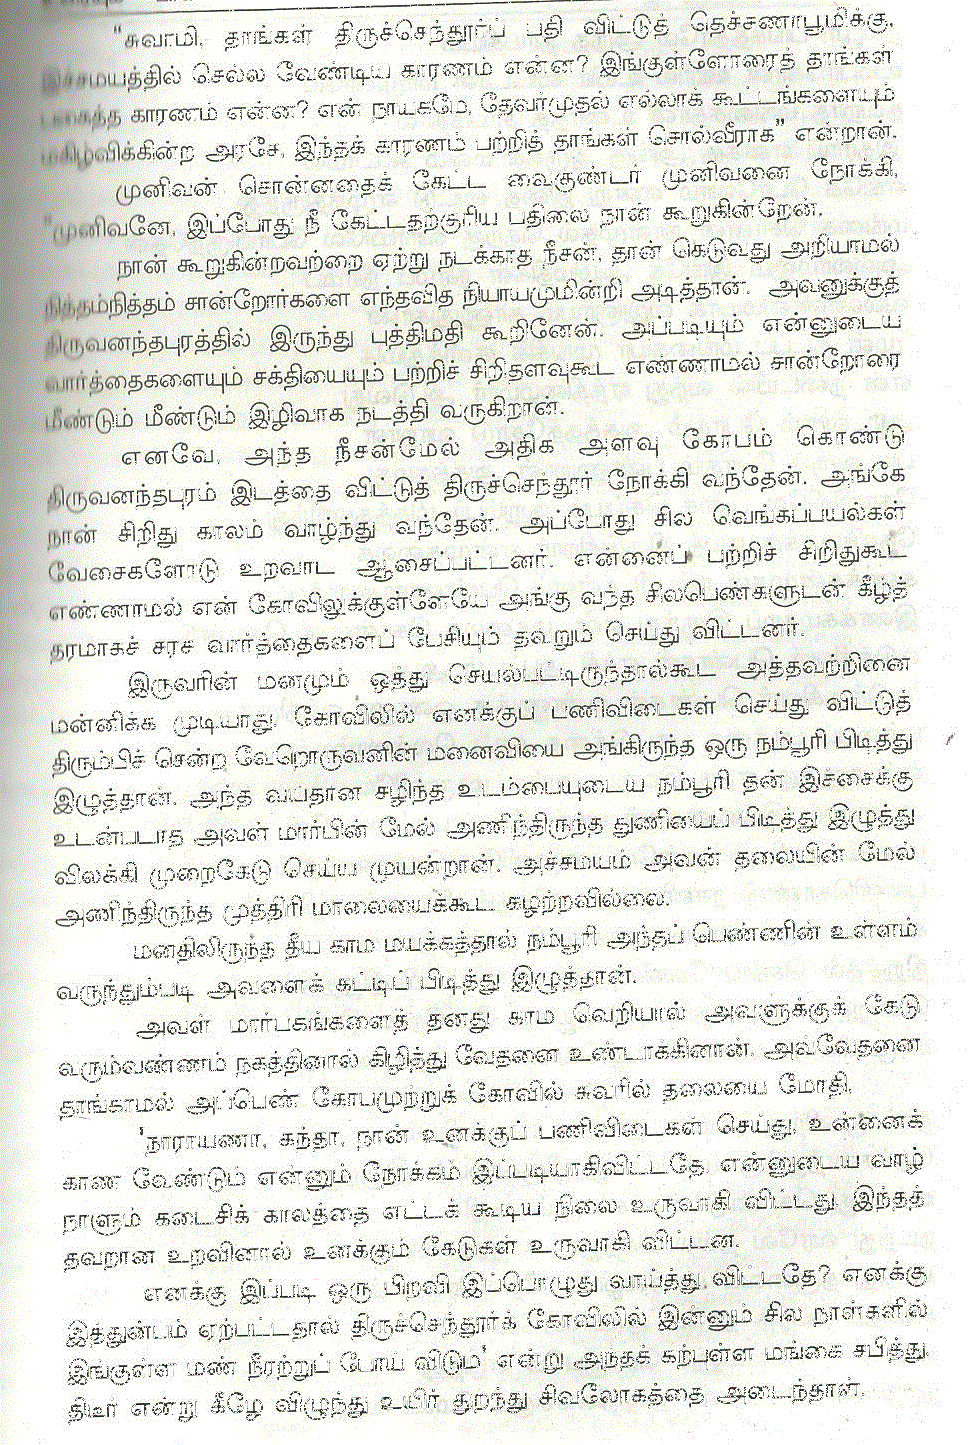 “சுவாமி, தாங்கள் திருச்செந்தூர்ப் பதி விட்டுத் தெச்சணாபூமிக்கு,
இச்சமயத்தில் செல்ல வேண்டிய காரணம் என்ன? இங்குள்ளோரைத் தாங்கள்
பகைத்த காரணம் என்ன? என் நாயகமே, தேவர்முதல் எல்லாக் கூட்டங்களையும்
மகிழ்விக்கின்ற அரசே, இந்தக் காரணம் பற்றித் தாங்கள் சொல்வீராக” என்றான்.
முனிவன் சொன்னதைக் கேட்ட வைகுண்டர் முனிவனை நோக்கி,
“முனிவனே, இப்போது நீ கேட்டதற்குரிய பதிலை நான் கூறுகின்றேன்.
நான் கூறுகின்றவற்றை ஏற்று நடக்காத நீசன், தான் கெடுவது அறியாமல்
நித்தம்நித்தம் சான்றோர்களை எந்தவித நியாயமுமின்றி அடித்தான். அவனுக்குத்
திருவனந்தபுரத்தில் இருந்து புத்திமதி கூறினேன். அப்படியும் என்னுடைய
வார்த்தைகளையும் சக்தியையும் பற்றிச் சிறிதளவுகூட எண்ணாமல் சான்றோரை
மீண்டும் மீண்டும் இழிவாக நடத்தி வருகிறான்.
எனவே, அந்த நீசன்மேல் அதிக அளவு கோபம் கொண்டு
திருவனந்தபுரம் இடத்தை விட்டுத் திருச்செந்தூர் நோக்கி வந்தேன். அங்கே
நான் சிறிது காலம் வாழ்ந்து வந்தேன். அப்போது சில வெங்கப்பயல்கள்
வேசைகளோடு உறவாட ஆசைப்பட்டனர். என்னைப் பற்றிச் சிறிதுகூட
எண்ணாமல் என் கோவிலுக்குள்ளேயே அங்கு வந்த சிலபெண்களுடன் கீழ்த்
தரமாகச் சரச வார்த்தைகளைப் பேசியும் தவறும் செய்து விட்டனர்.
இருவரின் மனமும் ஒத்து செயல்பட்டிருந்தால்கூட அத்தவற்றினை
மன்னிக்க முடியாது. கோவிலில் எனக்குப் பணிவிடைகள் செய்து விட்டுத்
திரும்பிச் சென்ற வேறொருவனின் மனைவியை அங்கிருந்த ஒரு நம்பூரி பிடித்து
இழுத்தான். அந்த வயதான சழிந்த உடம்பையுடைய நம்பூரி தன் இச்சைக்கு
உடன்படாத அவள் மார்பின் மேல் அணிந்திருந்த துணியைப் பிடித்து இழுத்து
விலக்கி முறைகேடு செய்ய முயன்றான். அச்சமயம் அவன் தலையின் மேல்
அணிந்திருந்த முத்திரி மாலையைக்கூட கழற்றவில்லை.
மனதிலிருந்த தீய காம மயக்கத்தால் நம்பூரி அந்தப் பெண்ணின் உள்ளம்
வருந்தும்படி அவளைக் கட்டிப் பிடித்து இழுத்தான்.
அவள் மார்பகங்களைத் தனது காம வெறியால் அவளுக்குக் கேடு
வரும்வண்ணம் நகத்தினால் கிழித்து வேதனை உண்டாக்கினான். அவ்வேதனை
தாங்காமல் அப்பெண் கோபமுற்றுக் கோவில் சுவரில் தலையை மோதி,
'நாராயணா, கந்தா, நான் உனக்குப் பணிவிடைகள் செய்து, உன்னைக்
காண வேண்டும் என்னும் நோக்கம் இப்படியாகிவிட்டதே. என்னுடைய வாழ்
நாளும் கடைசிக் காலத்தை எட்டக் கூடிய நிலை உருவாகி விட்டது. இந்தத்
தவறான உறவினால் உனக்கும் கேடுகள் உருவாகி விட்டன.
எனக்கு இப்படி ஒரு பிறவி இப்பொழுது வாய்த்து விட்டதே? எனக்கு
இத்துன்பம் ஏற்பட்டதால் திருச்செந்தூர்க் கோவிலில் இன்னும் சில நாள்களில்
இங்குள்ள மண் நீரற்றுப் போய் விடும்' என்று அந்தக் கற்புள்ள மங்கை சபித்து,
திடீர் என்று கீழே விழுந்து உயிர் துறந்து சிவலோகத்தை அடைந்தாள்.